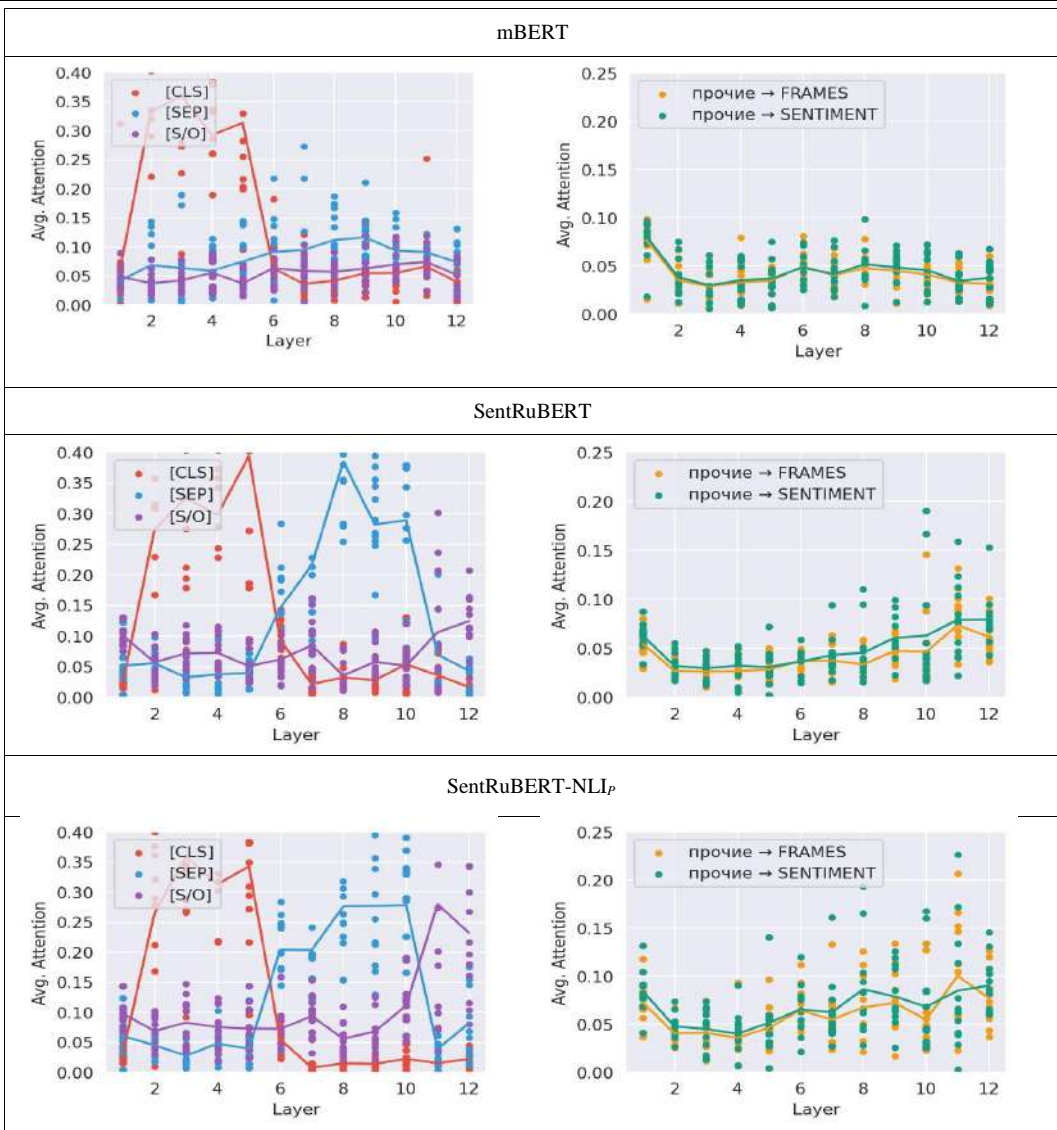 mBERT
0.40
0.35
0.30
0.25
0.20
0.15
0.10
0.05
0.00
Avg. Attention
[CLS]
[SEP]
[S/O]
2 4 6 8 10 12
Layer
0.25
0.20
0.15
0.10
0.05
0.00
Avg. Attention
прочие → FRAMES
прочие → SENTIMENT
2 4 6 8 10 12
Layer
SentRuBERT
0.40
0.35
0.30
0.25
0.20
0.15
0.10
0.05
0.00
Avg. Attention
[CLS]
[SEP]
[S/O]
2 4 6 8 10 12
Layer
0.25
0.20
0.15
0.10
0.05
0.00
Avg. Attention
прочие → FRAMES
прочие → SENTIMENT
2 4 6 8 10 12
Layer
SentRuBERT-NLIP
0.40
0.35
0.30
0.25
0.20
0.15
0.10
0.05
0.00
Avg. Attention
[CLS]
[SEP]
[S/O]
2 4 6 8 10 12
Layer
0.25
0.20
0.15
0.10
0.05
0.00
Avg. Attention
прочие → FRAMES
прочие → SENTIMENT
2 4 6 8 10 12
Layer